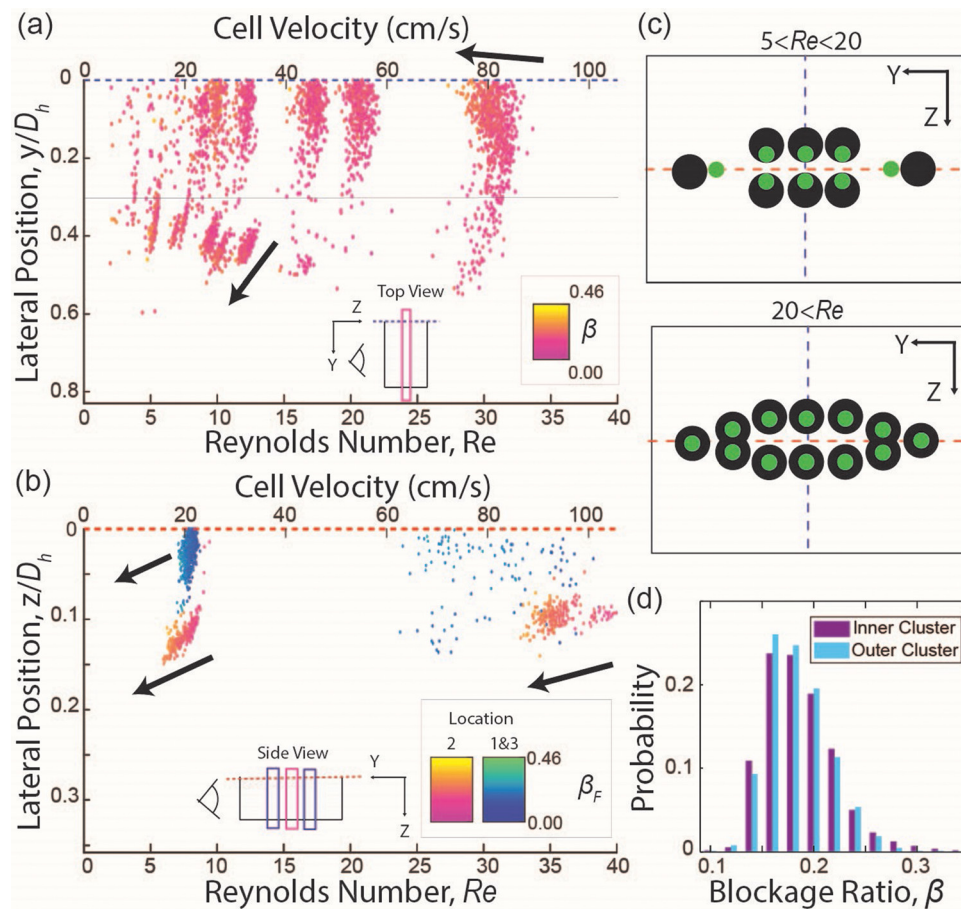 (a)
Cell Velocity (cm/s)
0 20 40 60 80 100
Lateral Position, y/Dh
0
0.2
0.4
0.6
0.8
Top View
Z
Y
0.46
β
0.00
0 5 10 15 20 25 30 35 40
Reynolds Number, Re
(b)
Cell Velocity (cm/s)
0 20 40 60 80 100
Lateral Position, z/Dh
0
0.1
0.2
0.3
Side View
Y
Z
Location
2 1&3
0.46
βF
0.00
0 5 10 15 20 25 30 35 40
Reynolds Number, Re
(c)
5<Re<20
Y
Z
20<Re
Y
Z
(d)
Inner Cluster
Outer Cluster
Probability
0.2
0.1
0
0.1 0.2 0.3
Blockage Ratio, β